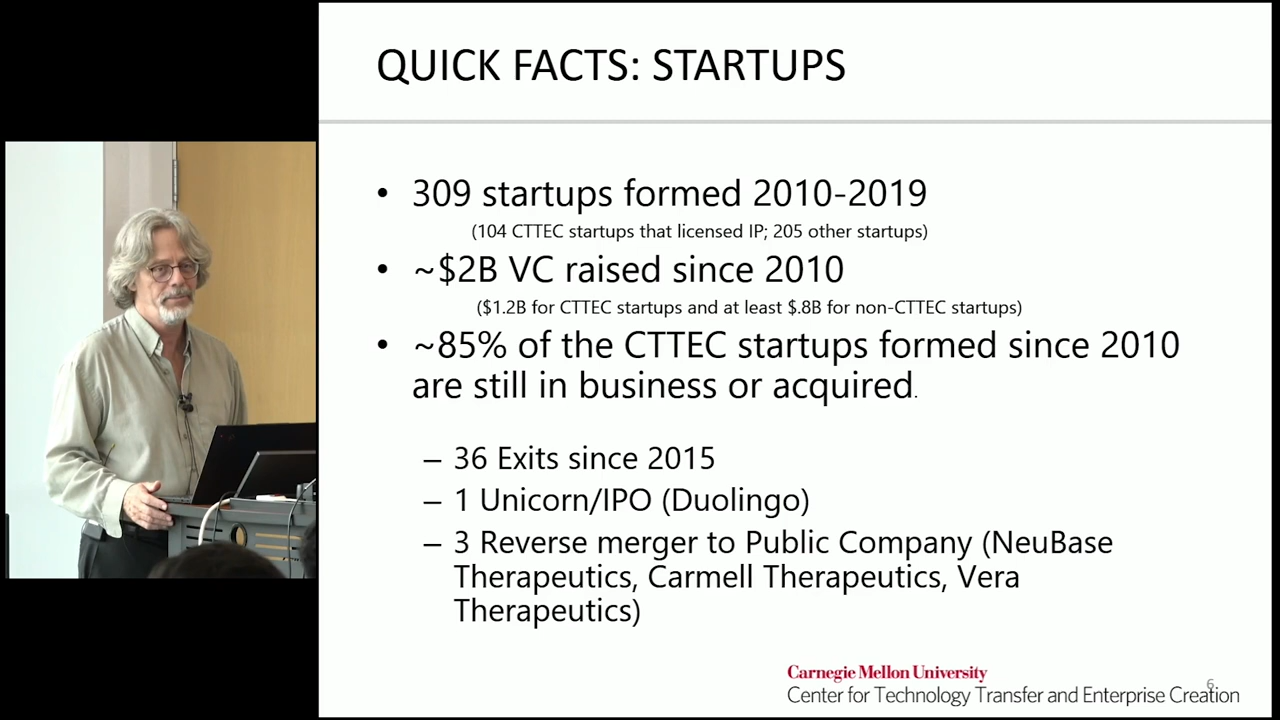 QUICK FACTS: STARTUPS
• 309 startups formed 2010-2019
(104 CTTEC startups that licensed IP; 205 other startups)
• ~$2B VC raised since 2010
($1.2B for CTTEC startups and at least $.8B for non-CTTEC startups)
• ~85% of the CTTEC startups formed since 2010
are still in business or acquired.
– 36 Exits since 2015
– 1 Unicorn/IPO (Duolingo)
– 3 Reverse merger to Public Company (NeuBase
Therapeutics, Carmell Therapeutics, Vera
Therapeutics)
Carnegie Mellon University
Center for Technology Transfer and Enterprise Creation
6